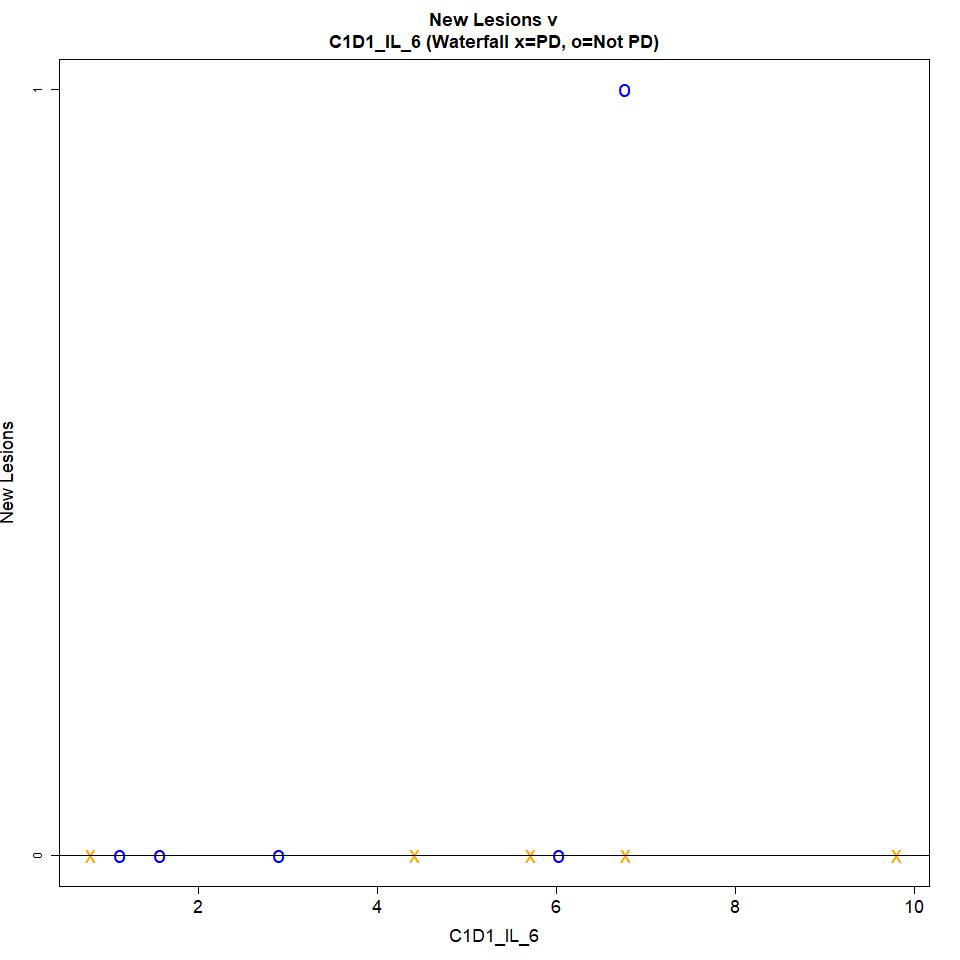 New Lesions v
C1D1_IL_6 (Waterfall x=PD, o=Not PD)
New Lesions
1
0
o
x o o o x x o x x
2 4 6 8 10
C1D1_IL_6